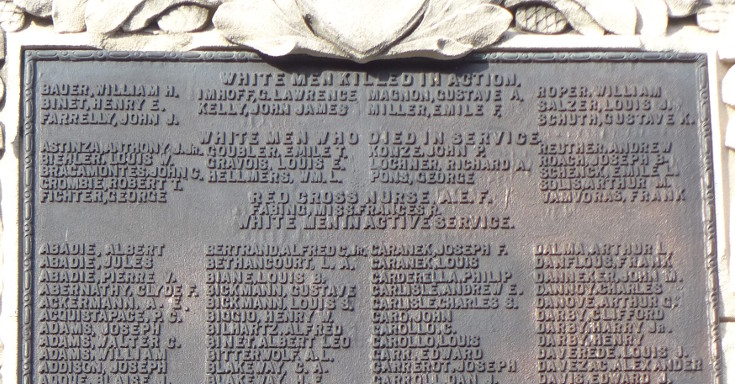 WHITE MEN KILLED IN ACTION.
BAUER, WILLIAM H. IMHOFF, G. LAWRENCE MAGNON, GUSTAVE A. ROPER, WILLIAM
BINET, HENRY E. KELLY, JOHN JAMES MILLER, EMILE F. SALZER, LOUIS J.
FARRELLY, JOHN J. SCHUTH, GUSTAVE K.
WHITE MEN WHO DIED IN SERVICE
ASTINZA, ANTHONY J. JR. GOUBLER, EMILE T. KONZE, JOHN P. REUTHER, ANDREW
BIEHLER, LOUIS W. GRAVOIS, LOUIS E. LOCHNER, RICHARD A. ROACH, JOSEPH P.
BRACAMONTES, JOHN C. HELLMERS, WM. L. PONS, GEORGE SCHENCK, EMILE L.
CROMBIE, ROBERT T. SOLIS, ARTHUR M.
FICHTER, GEORGE VAMVORAS, FRANK
RED CROSS NURSE, A.E.F.
FABING, MISS FRANCES R.
WHITE MEN IN ACTIVE SERVICE.
ABADIE, ALBERT BERTRAND, ALFRED C. JR. CARANEK, JOSEPH F. DALMA, ARTHUR L.
ABADIE, JULES BETHANCOURT, L. A. CARANEK, LOUIS DANFLOUS, FRANK
ABADIE, PIERRE V. BIANE, LOUIS J. CARDERELLA, PHILIP DANNEKER, JOHN M.
ABERNATHY, CLYDE F. BICKMANN, GUSTAVE CARLISLE, ANDREW E. DANNOY, CHARLES
ACKERMANN, A. E. BICKMANN, LOUIS S. CARLISLE, CHARLES S. DANOVE, ARTHUR G.
ACQUISTAPACE, P. C. BIGGIO, HENRY W. CARO, JOHN DARBY, CLIFFORD
ADAMS, JOSEPH BILHARTZ, ALFRED CAROLLO, C. DARBY, HARRY JR.
ADAMS, WALTER C. BINET, ALBERT LEO CAROLLO, LOUIS DARBY, HENRY
ADAMS, WILLIAM BITTERWOLF, A. L. CARR, EDWARD DAVEREDE, LOUIS J.
ADDISON, JOSEPH BLAKEWAY, C. A. CARREROT, JOSEPH DAVEZAC, ALEXANDER
ADOUE, BLAISE J. BLAKEWAY, H. E. CARROLL, DAN J. DAVIS, EDWARD